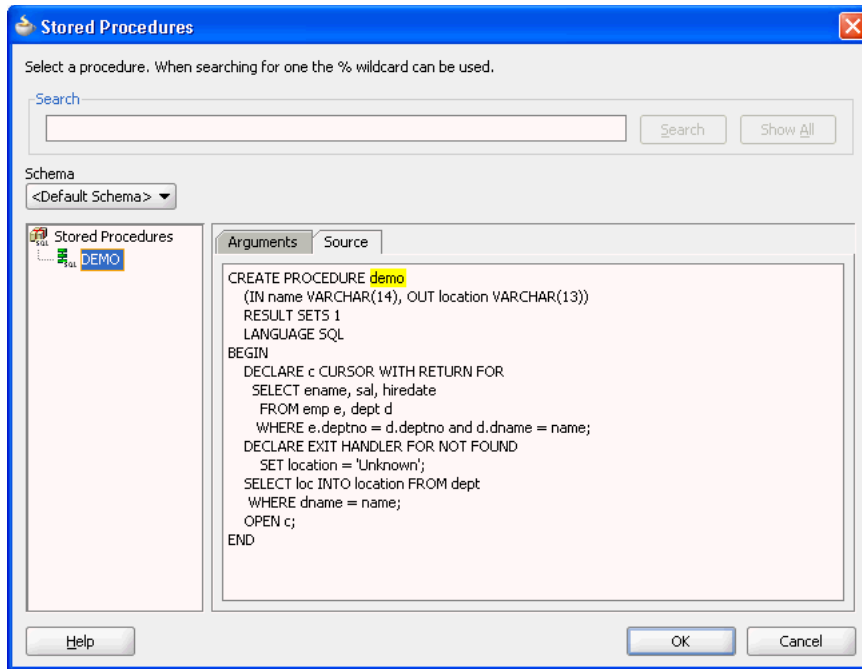 Stored Procedures
Select a procedure. When searching for one the % wildcard can be used.
Search
Search
Show All
Schema
<Default Schema>
Stored Procedures
SQL
DEMO
SQL
Arguments
Source
CREATE PROCEDURE demo
(IN name VARCHAR(14), OUT location VARCHAR(13))
RESULT SETS 1
LANGUAGE SQL
BEGIN
DECLARE c CURSOR WITH RETURN FOR
SELECT ename, sal, hiredate
FROM emp e, dept d
WHERE e.deptno = d.deptno and d.dname = name;
DECLARE EXIT HANDLER FOR NOT FOUND
SET location = 'Unknown';
SELECT loc INTO location FROM dept
WHERE dname = name;
OPEN c;
END
Help
OK
Cancel